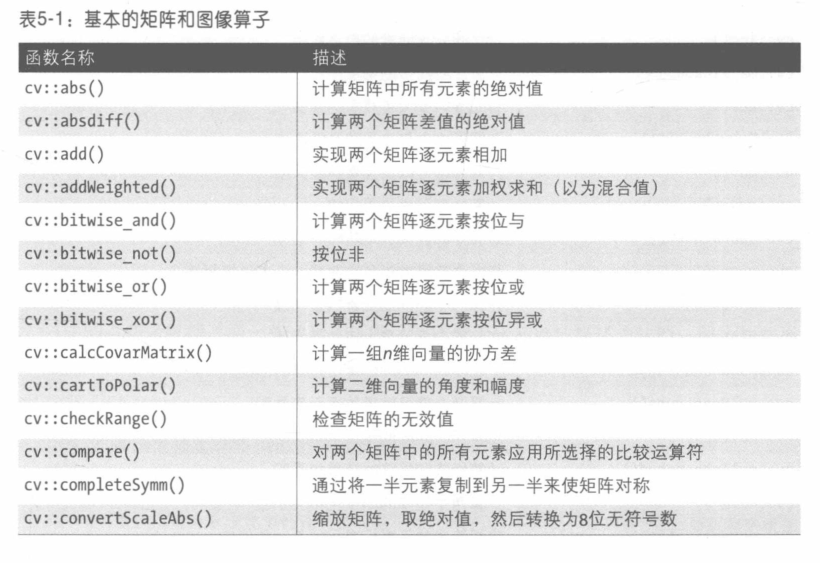 表5-1：基本的矩阵和图像算子
函数名称 描述
cv::abs() 计算矩阵中所有元素的绝对值
cv::absdiff() 计算两个矩阵差值的绝对值
cv::add() 实现两个矩阵逐元素相加
cv::addWeighted() 实现两个矩阵逐元素加权求和（以为混合值）
cv::bitwise_and() 计算两个矩阵逐元素按位与
cv::bitwise_not() 按位非
cv::bitwise_or() 计算两个矩阵逐元素按位或
cv::bitwise_xor() 计算两个矩阵逐元素按位异或
cv::calcCovarMatrix() 计算一组n维向量的协方差
cv::cartToPolar() 计算二维向量的角度和幅度
cv::checkRange() 检查矩阵的无效值
cv::compare() 对两个矩阵中的所有元素应用所选择的比较运算符
cv::completeSymm() 通过将一半元素复制到另一半来使矩阵对称
cv::convertScaleAbs() 缩放矩阵，取绝对值，然后转换为8位无符号数